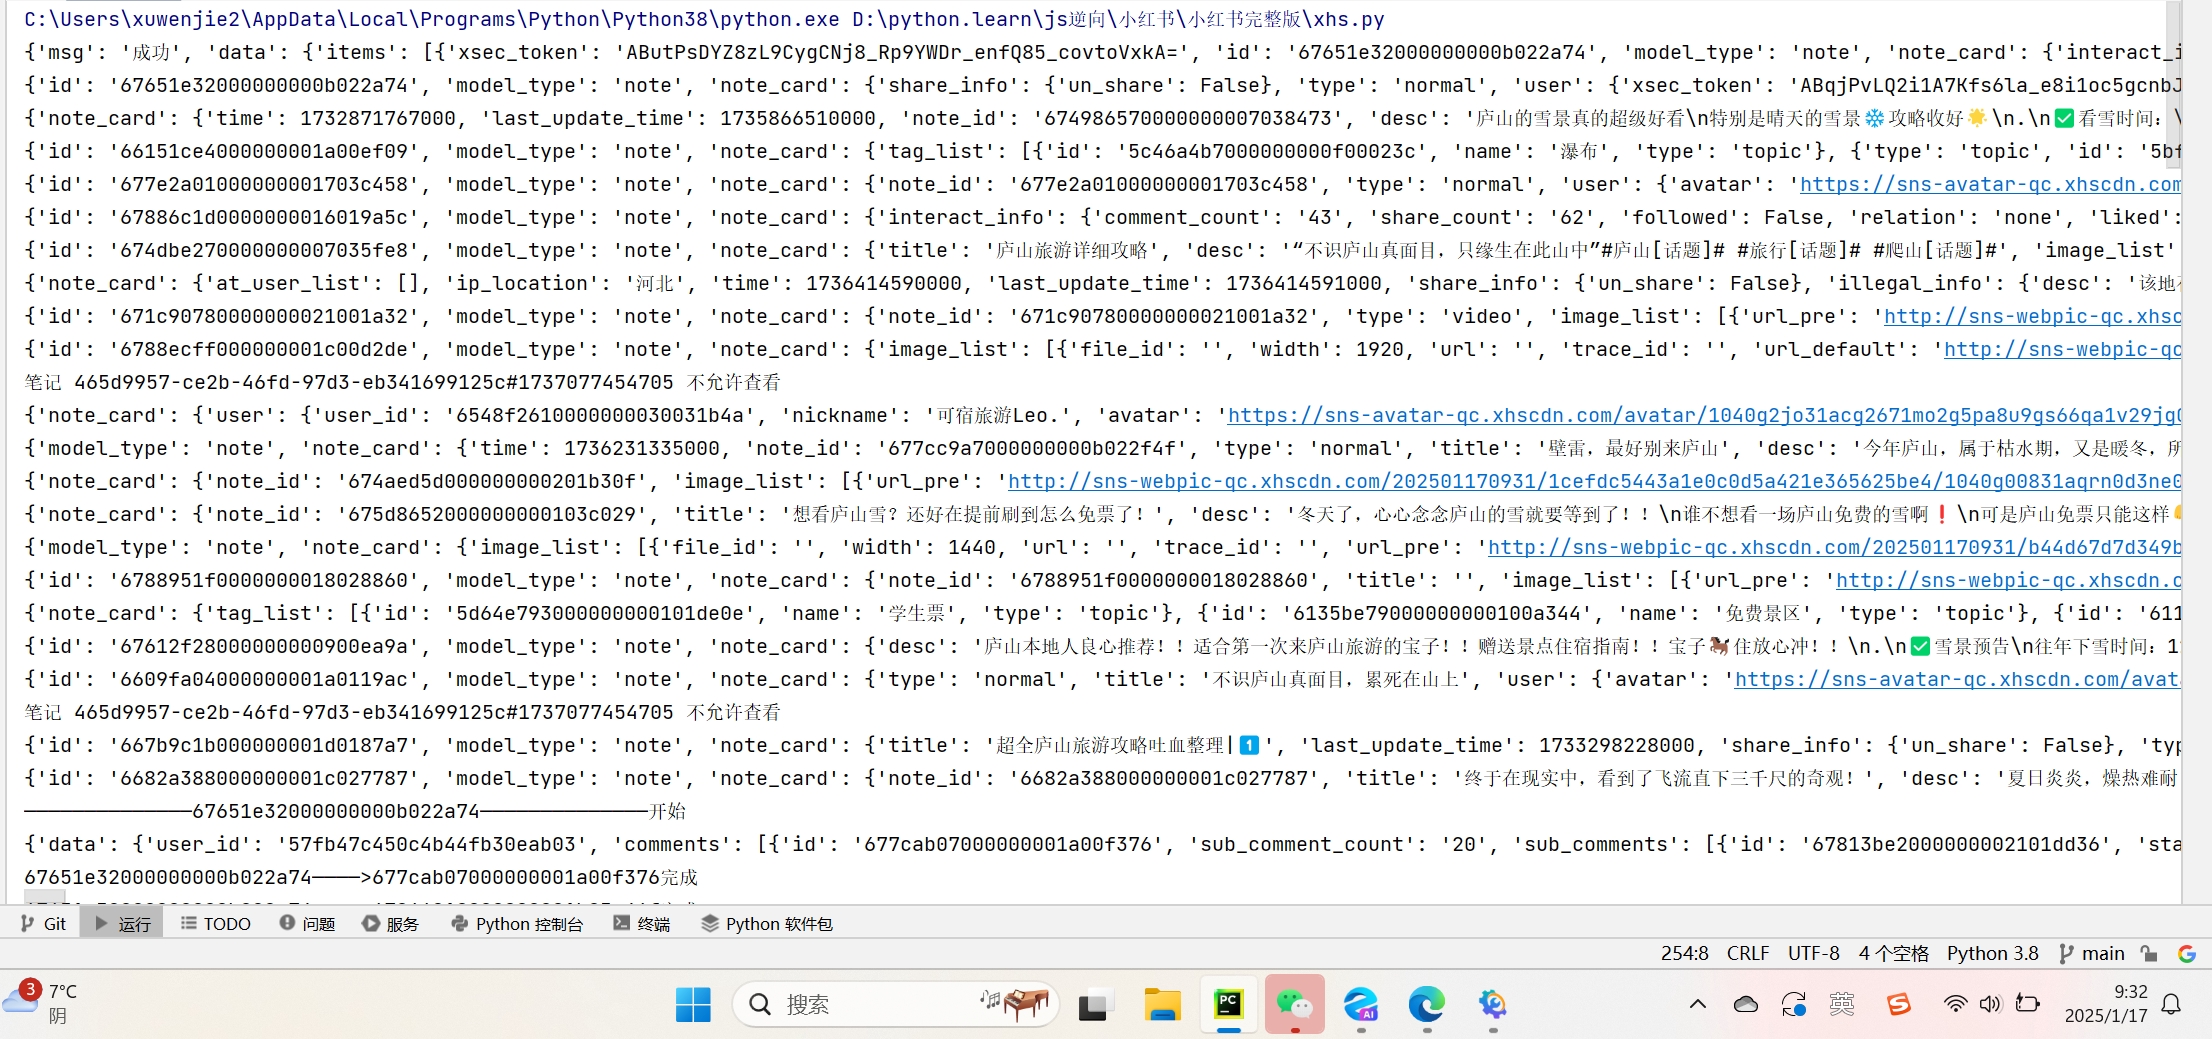 C:\Users\xuwenjie2\AppData\Local\Programs\Python\Python38\python.exe D:\python.learn\js逆向\小红书\小红书完整版\xhs.py
{'msg': '成功', 'data': {'items': [{'xsec_token': 'AButPsDYZ8zL9CygCNj8_Rp9YWDr_enfQ85_covtoVxkA=', 'id': '67651e32000000000b022a74', 'model_type': 'note', 'note_card': {'interact_i
{'id': '67651e32000000000b022a74', 'model_type': 'note', 'note_card': {'share_info': {'un_share': False}, 'type': 'normal', 'user': {'xsec_token': 'ABqjPvLQ2i1A7Kfs6la_e8i1oc5gcnbJ
{'note_card': {'time': 1732871767000, 'last_update_time': 1735866510000, 'note_id': '674986570000000007038473', 'desc': '庐山的雪景真的超级好看\n特别是晴天的雪景❄️攻略收好🌟\n.\n✅看雪时间：\
{'id': '66151ce4000000001a00ef09', 'model_type': 'note', 'note_card': {'tag_list': [{'id': '5c46a4b7000000000f00023c', 'name': '瀑布', 'type': 'topic'}, {'type': 'topic', 'id': '5bf
{'id': '677e2a01000000001703c458', 'model_type': 'note', 'note_card': {'note_id': '677e2a01000000001703c458', 'type': 'normal', 'user': {'avatar': 'https://sns-avatar-qc.xhscdn.com
{'id': '67886c1d0000000016019a5c', 'model_type': 'note', 'note_card': {'interact_info': {'comment_count': '43', 'share_count': '62', 'followed': False, 'relation': 'none', 'liked':
{'id': '674dbe270000000007035fe8', 'model_type': 'note', 'note_card': {'title': '庐山旅游详细攻略', 'desc': '“不识庐山真面目，只缘生在此山中”#庐山[话题]# #旅行[话题]# #爬山[话题]#', 'image_list'
{'note_card': {'at_user_list': [], 'ip_location': '河北', 'time': 1736414590000, 'last_update_time': 1736414591000, 'share_info': {'un_share': False}, 'illegal_info': {'desc': '该地
{'id': '671c90780000000021001a32', 'model_type': 'note', 'note_card': {'note_id': '671c90780000000021001a32', 'type': 'video', 'image_list': [{'url_pre': 'http://sns-webpic-qc.xhsc
{'id': '6788ecff000000001c00d2de', 'model_type': 'note', 'note_card': {'image_list': [{'file_id': '', 'width': 1920, 'url': '', 'trace_id': '', 'url_default': 'http://sns-webpic-qc
笔记 465d9957-ce2b-46fd-97d3-eb341699125c#1737077454705 不允许查看
{'note_card': {'user': {'user_id': '6548f2610000000030031b4a', 'nickname': '可宿旅游Leo.', 'avatar': 'https://sns-avatar-qc.xhscdn.com/avatar/1040g2jo31acg2671mo2g5pa8u9gs66qa1v29jg0
{'model_type': 'note', 'note_card': {'time': 1736231335000, 'note_id': '677cc9a7000000000b022f4f', 'type': 'normal', 'title': '壁雷，最好别来庐山', 'desc': '今年庐山，属于枯水期，又是暖冬，所
{'note_card': {'note_id': '674aed5d000000000201b30f', 'image_list': [{'url_pre': 'http://sns-webpic-qc.xhscdn.com/202501170931/1cefdc5443a1e0c0d5a421e365625be4/1040g00831aqrn0d3ne0
{'note_card': {'note_id': '675d8652000000000103c029', 'title': '想看庐山雪？还好在提前刷到怎么免票了！', 'desc': '冬天了，心心念念庐山的雪就要等到了！！\n谁不想看一场庐山免费的雪啊❗\n可是庐山免票只能这样
{'model_type': 'note', 'note_card': {'image_list': [{'file_id': '', 'width': 1440, 'url': '', 'trace_id': '', 'url_pre': 'http://sns-webpic-qc.xhscdn.com/202501170931/b44d67d7d349b
{'id': '6788951f0000000018028860', 'model_type': 'note', 'note_card': {'note_id': '6788951f0000000018028860', 'title': '', 'image_list': [{'url_pre': 'http://sns-webpic-qc.xhscdn.c
{'note_card': {'tag_list': [{'id': '5d64e793000000000101de0e', 'name': '学生票', 'type': 'topic'}, {'id': '6135be79000000000100a344', 'name': '免费景区', 'type': 'topic'}, {'id': '611
{'id': '67612f28000000000900ea9a', 'model_type': 'note', 'note_card': {'desc': '庐山本地人良心推荐！！适合第一次来庐山旅游的宝子！！赠送景点住宿指南！！宝子🐎住放心冲！！\n.\n✅雪景预告\n往年下雪时间：1
{'id': '6609fa04000000001a0119ac', 'model_type': 'note', 'note_card': {'type': 'normal', 'title': '不识庐山真面目，累死在山上', 'user': {'avatar': 'https://sns-avatar-qc.xhscdn.com/avat
笔记 465d9957-ce2b-46fd-97d3-eb341699125c#1737077454705 不允许查看
{'id': '667b9c1b000000001d0187a7', 'model_type': 'note', 'note_card': {'title': '超全庐山旅游攻略吐血整理|1️⃣', 'last_update_time': 1733298228000, 'share_info': {'un_share': False}, 'typ
{'id': '6682a388000000001c027787', 'model_type': 'note', 'note_card': {'note_id': '6682a388000000001c027787', 'title': '终于在现实中，看到了飞流直下三千尺的奇观！', 'desc': '夏日炎炎，燥热难耐
——————————————67651e32000000000b022a74——————————————开始
{'data': {'user_id': '57fb47c450c4b44fb30eab03', 'comments': [{'id': '677cab07000000001a00f376', 'sub_comment_count': '20', 'sub_comments': [{'id': '67813be2000000002101dd36', 'sta
67651e32000000000b022a74————>677cab07000000001a00f376完成
Git 运行 TODO 问题 服务 Python 控制台 终端 Python 软件包
254:8 CRLF UTF-8 4 个空格 Python 3.8 main
3 7°C
阴
搜索
PC
AI
英
9:32
2025/1/17